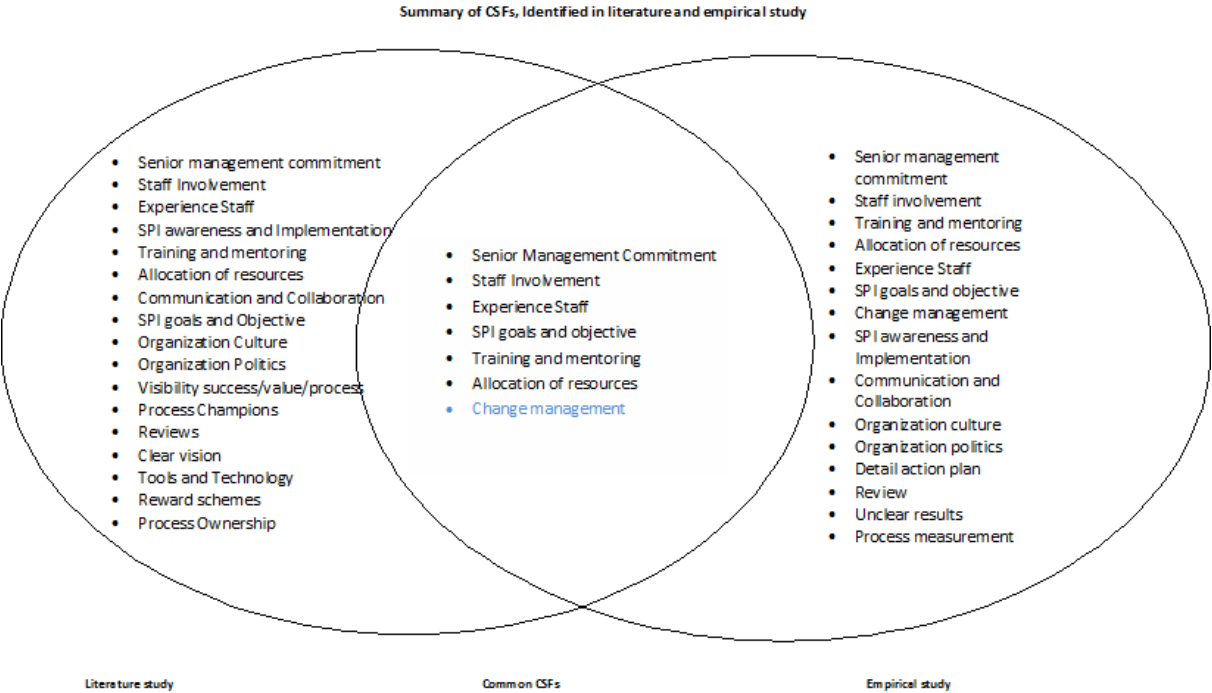 Summary of CSFs, Identified in literature and empirical study
• Senior management commitment
• Staff Involvement
• Experience Staff
• SPI awareness and Implementation
• Training and mentoring
• Allocation of resources
• Communication and Collaboration
• SPI goals and Objective
• Organization Culture
• Organization Politics
• Visibility success/value/process
• Process Champions
• Reviews
• Clear vision
• Tools and Technology
• Reward schemes
• Process Ownership
• Senior Management Commitment
• Staff Involvement
• Experience Staff
• SPI goals and objective
• Training and mentoring
• Allocation of resources
• Change management
• Senior management
commitment
• Staff involvement
• Training and mentoring
• Allocation of resources
• Experience Staff
• SPI goals and objective
• Change management
• SPI awareness and
Implementation
• Communication and
Collaboration
• Organization culture
• Organization politics
• Detail action plan
• Review
• Unclear results
• Process measurement
Literature study
Common CSFs
Empirical study